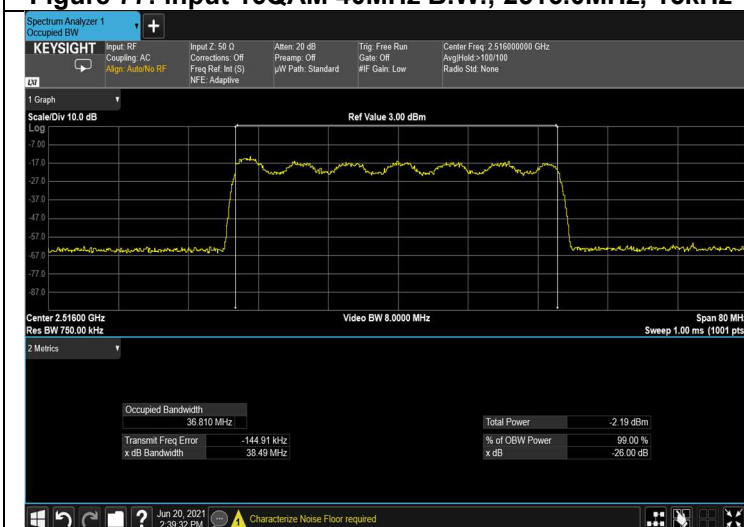 Figure 77: Input 16QAM 40MHz B.W., 2516.0MHz, 15kHz
Spectrum Analyzer 1
Occupied BW
KEYSIGHT
LXI
Input: RF
Coupling: AC
Align: Auto/No RF
Input Z: 50 Ω
Corrections: Off
Freq Ref: Int (S)
NFE: Adaptive
Atten: 20 dB
Preamp: Off
µW Path: Standard
Trig: Free Run
Gate: Off
#IF Gain: Low
Center Freq: 2.516000000 GHz
Avg|Hold:>100/100
Radio Std: None
1 Graph
Scale/Div 10.0 dB
Ref Value 3.00 dBm
Log
-7.00
-17.0
-27.0
-37.0
-47.0
-57.0
-67.0
-77.0
-87.0
Center 2.51600 GHz
Video BW 8.0000 MHz
Span 80 MH
Res BW 750.00 kHz
Sweep 1.00 ms (1001 pts
2 Metrics
Occupied Bandwidth
36.810 MHz
Total Power -2.19 dBm
Transmit Freq Error -144.91 kHz
% of OBW Power 99.00 %
x dB Bandwidth 38.49 MHz
x dB -26.00 dB
?
Jun 20, 2021
2:39:32 PM
1
Characterize Noise Floor required